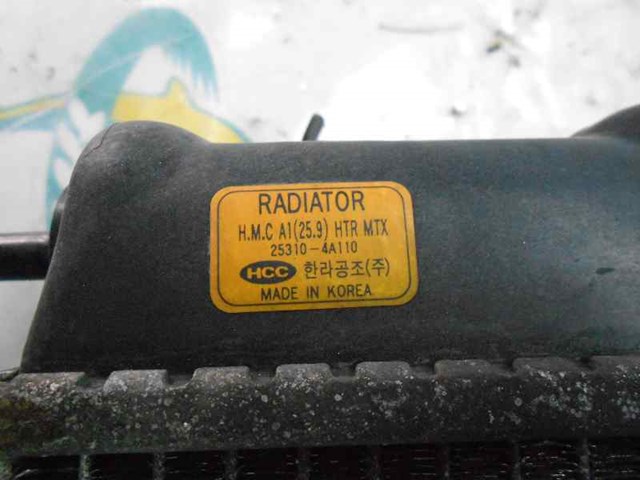 RADIATOR
H.M.C A1(25.9) HTR MTX
25310-4A110
HCC 한라공조(주)
MADE IN KOREA